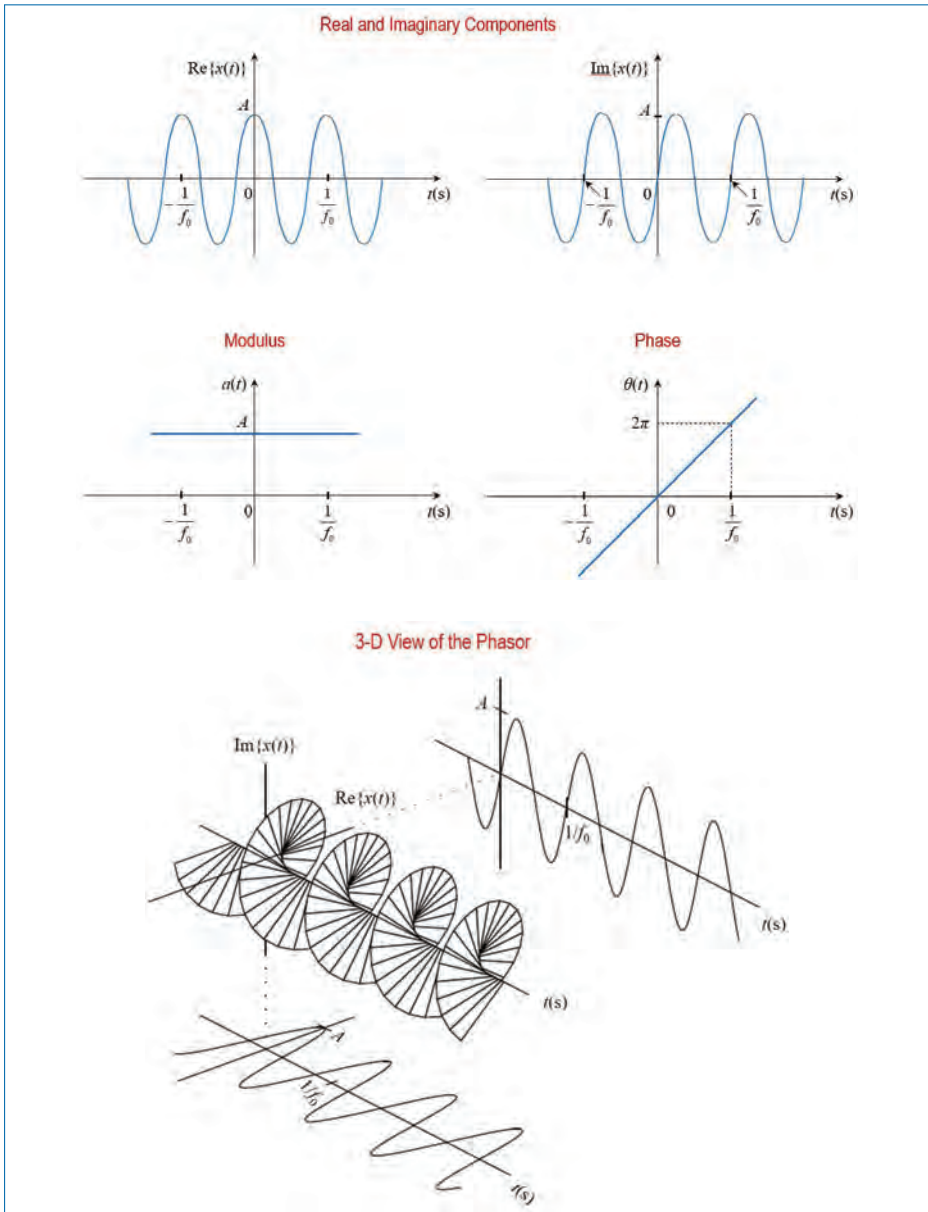 Real and Imaginary Components
Re{x(t)}
A
0
t(s)
-1/f₀
1/f₀
Im{x(t)}
A
0
t(s)
-1/f₀
1/f₀
Modulus
a(t)
A
0
t(s)
-1/f₀
1/f₀
Phase
θ(t)
2π
0
t(s)
-1/f₀
1/f₀
3-D View of the Phasor
A
1/f₀
t(s)
Im{x(t)}
Re{x(t)}
t(s)
A
1/f₀
t(s)